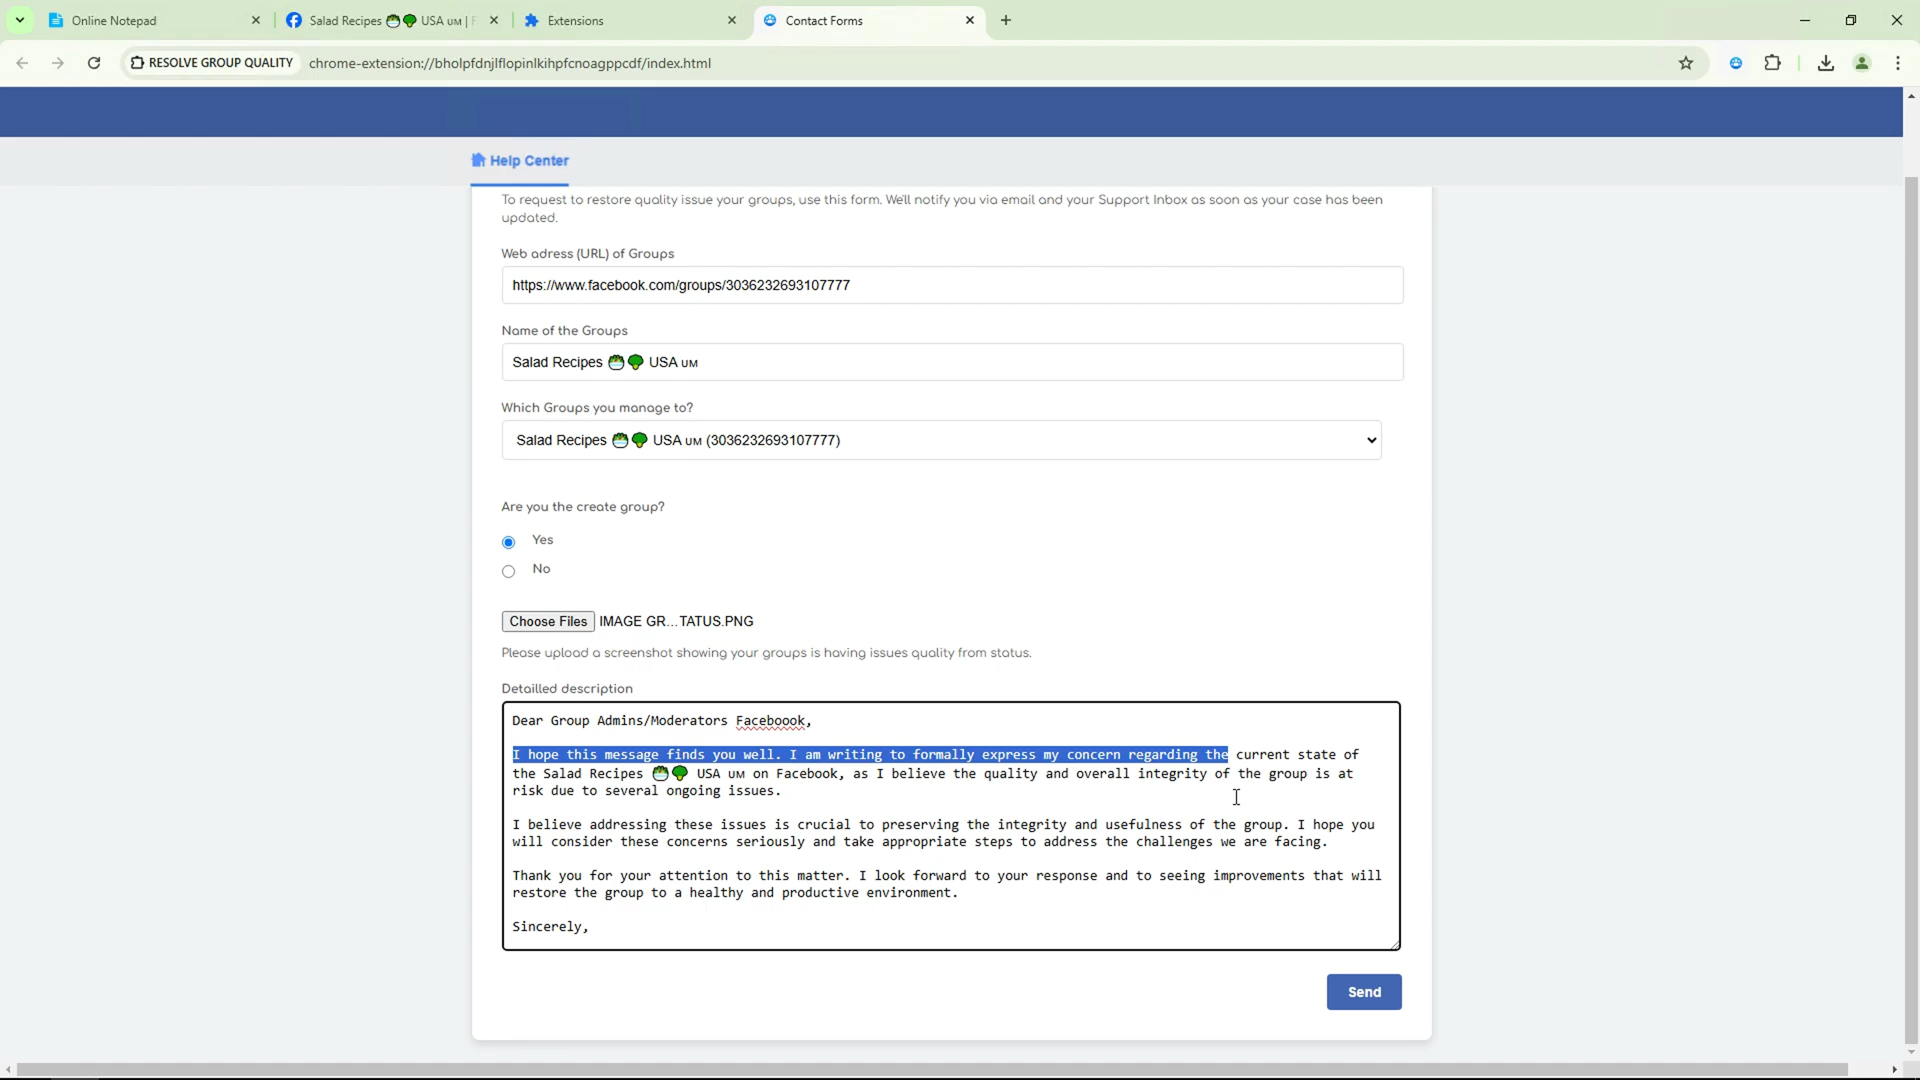 Online Notepad
Salad Recipes 🥗🥦 USA ᴜᴍ | F
Extensions
Contact Forms
RESOLVE GROUP QUALITY
chrome-extension://bholpfdnjlflopinlkihpfcnoagppcdf/index.html
Help Center
To request to restore quality issue your groups, use this form. We'll notify you via email and your Support Inbox as soon as your case has been
updated.
Web adress (URL) of Groups
https://www.facebook.com/groups/3036232693107777
Name of the Groups
Salad Recipes 🥗🥦 USA ᴜᴍ
Which Groups you manage to?
Salad Recipes 🥗🥦 USA ᴜᴍ (3036232693107777)
Are you the create group?
Yes
No
Choose Files IMAGE GR...TATUS.PNG
Please upload a screenshot showing your groups is having issues quality from status.
Detailled description
Dear Group Admins/Moderators Faceboook,
I hope this message finds you well. I am writing to formally express my concern regarding the current state of
the Salad Recipes 🥗🥦 USA ᴜᴍ on Facebook, as I believe the quality and overall integrity of the group is at
risk due to several ongoing issues.
I believe addressing these issues is crucial to preserving the integrity and usefulness of the group. I hope you
will consider these concerns seriously and take appropriate steps to address the challenges we are facing.
Thank you for your attention to this matter. I look forward to your response and to seeing improvements that will
restore the group to a healthy and productive environment.
Sincerely,
Send